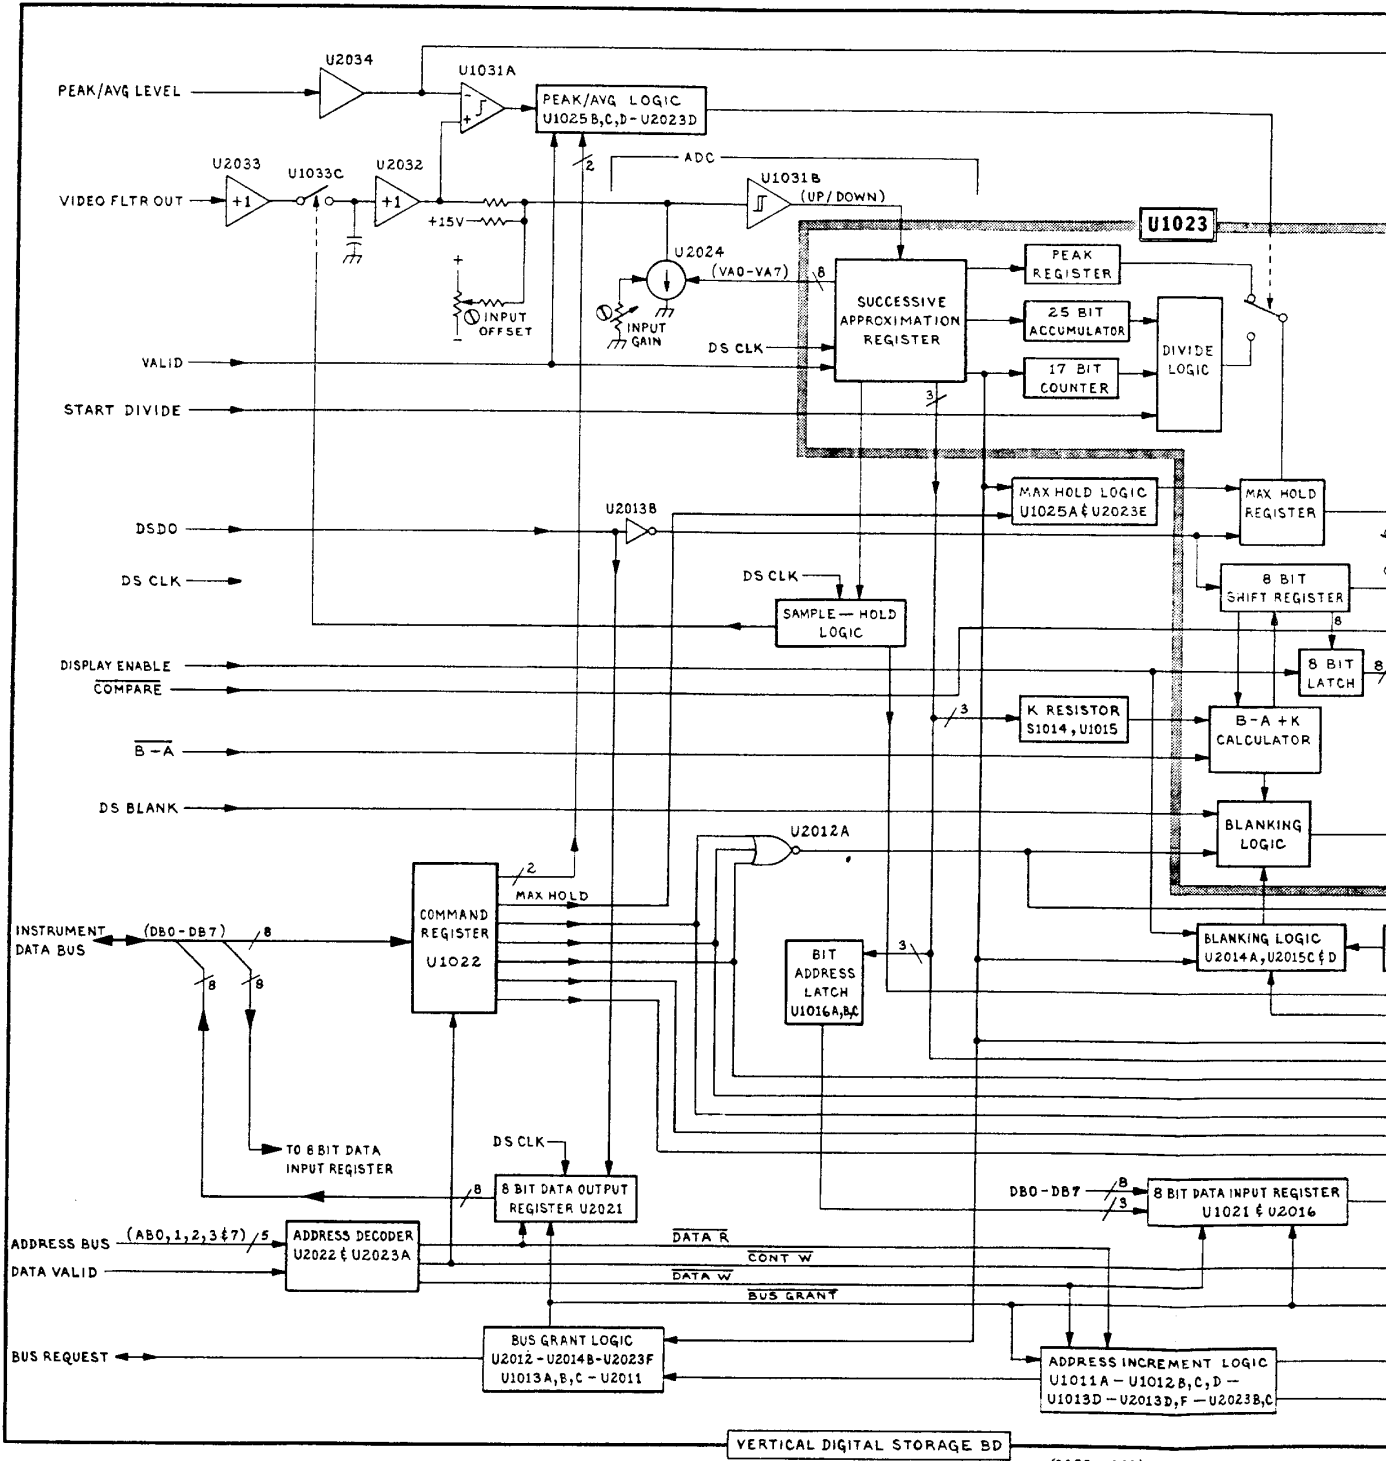 U2034
U1031A
PEAK/AVG LEVEL
-
+
PEAK/AVG LOGIC
U1025B,C,D-U2023D
2
ADC
U2033
U1033C
U2032
U1031B
(UP/DOWN)
VIDEO FLTR OUT
+1
+1
+15V
U1023
U2024
(VA0-VA7)
8
+
-
INPUT
OFFSET
INPUT
GAIN
SUCCESSIVE
APPROXIMATION
REGISTER
PEAK
REGISTER
25 BIT
ACCUMULATOR
17 BIT
COUNTER
DIVIDE
LOGIC
DS CLK
VALID
START DIVIDE
3
MAX HOLD LOGIC
U1025A & U2023E
MAX HOLD
REGISTER
U2013B
DSDO
DS CLK
DS CLK
8 BIT
SHIFT REGISTER
8
SAMPLE — HOLD
LOGIC
DISPLAY ENABLE
COMPARE
8 BIT
LATCH
8
3
K RESISTOR
S1014, U1015
B-A+K
CALCULATOR
B-A
DS BLANK
BLANKING
LOGIC
U2012A
2
MAX HOLD
COMMAND
REGISTER
U1022
INSTRUMENT
DATA BUS
(DB0-DB7)
8
8
8
3
BIT
ADDRESS
LATCH
U1016A,B,C
BLANKING LOGIC
U2014A, U2015C & D
TO 8 BIT DATA
INPUT REGISTER
DS CLK
8
8 BIT DATA OUTPUT
REGISTER U2021
DB0-DB7
8
3
8 BIT DATA INPUT REGISTER
U1021 & U2016
ADDRESS BUS
(AB0,1,2,3 & 7)
5
ADDRESS DECODER
U2022 & U2023A
DATA R
CONT W
DATA VALID
DATA W
BUS GRANT
BUS REQUEST
BUS GRANT LOGIC
U2012-U2014B-U2023F
U1013A,B,C-U2011
ADDRESS INCREMENT LOGIC
U1011A-U1012B,C,D-
U1013D-U2013D,F-U2023B,C
VERTICAL DIGITAL STORAGE BD